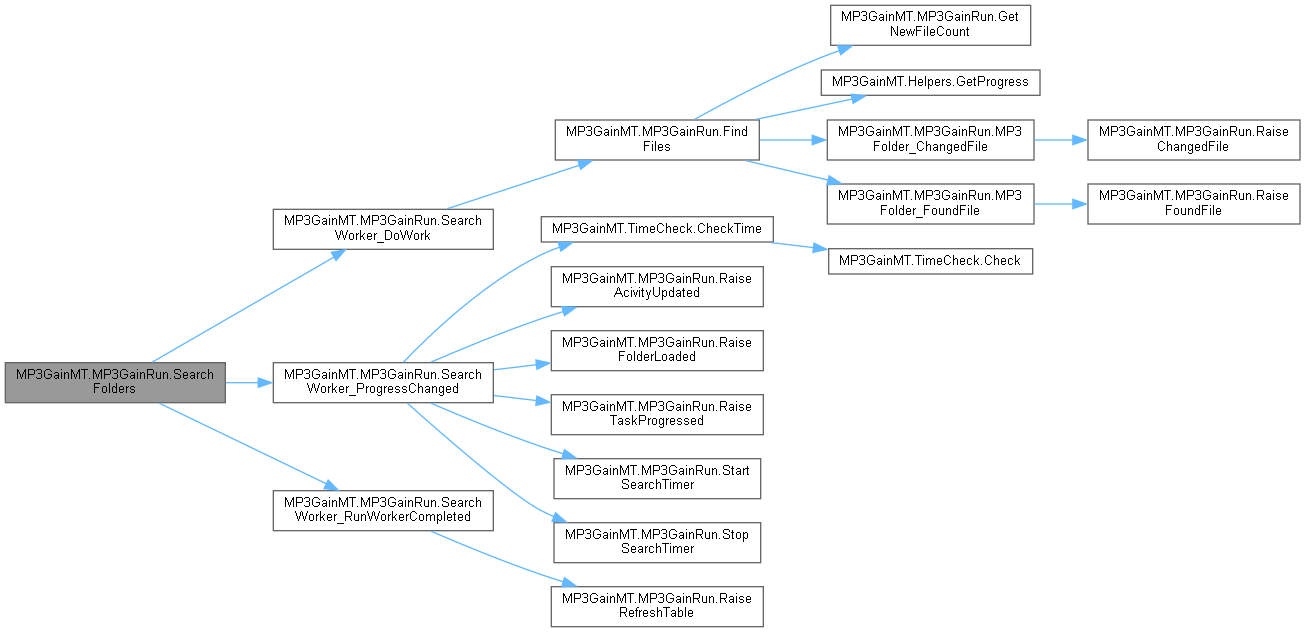 MP3GainMT.MP3GainRun.Get
NewFileCount
MP3GainMT.Helpers.GetProgress
MP3GainMT.MP3GainRun.Find
Files
MP3GainMT.MP3GainRun.MP3
Folder_ChangedFile
MP3GainMT.MP3GainRun.Raise
ChangedFile
MP3GainMT.MP3GainRun.MP3
Folder_FoundFile
MP3GainMT.MP3GainRun.Raise
FoundFile
MP3GainMT.MP3GainRun.Search
Worker_DoWork
MP3GainMT.TimeCheck.CheckTime
MP3GainMT.TimeCheck.Check
MP3GainMT.MP3GainRun.Raise
AcivityUpdated
MP3GainMT.MP3GainRun.Raise
FolderLoaded
MP3GainMT.MP3GainRun.Search
Folders
MP3GainMT.MP3GainRun.Search
Worker_ProgressChanged
MP3GainMT.MP3GainRun.Raise
TaskProgressed
MP3GainMT.MP3GainRun.Start
SearchTimer
MP3GainMT.MP3GainRun.Search
Worker_RunWorkerCompleted
MP3GainMT.MP3GainRun.Stop
SearchTimer
MP3GainMT.MP3GainRun.Raise
RefreshTable